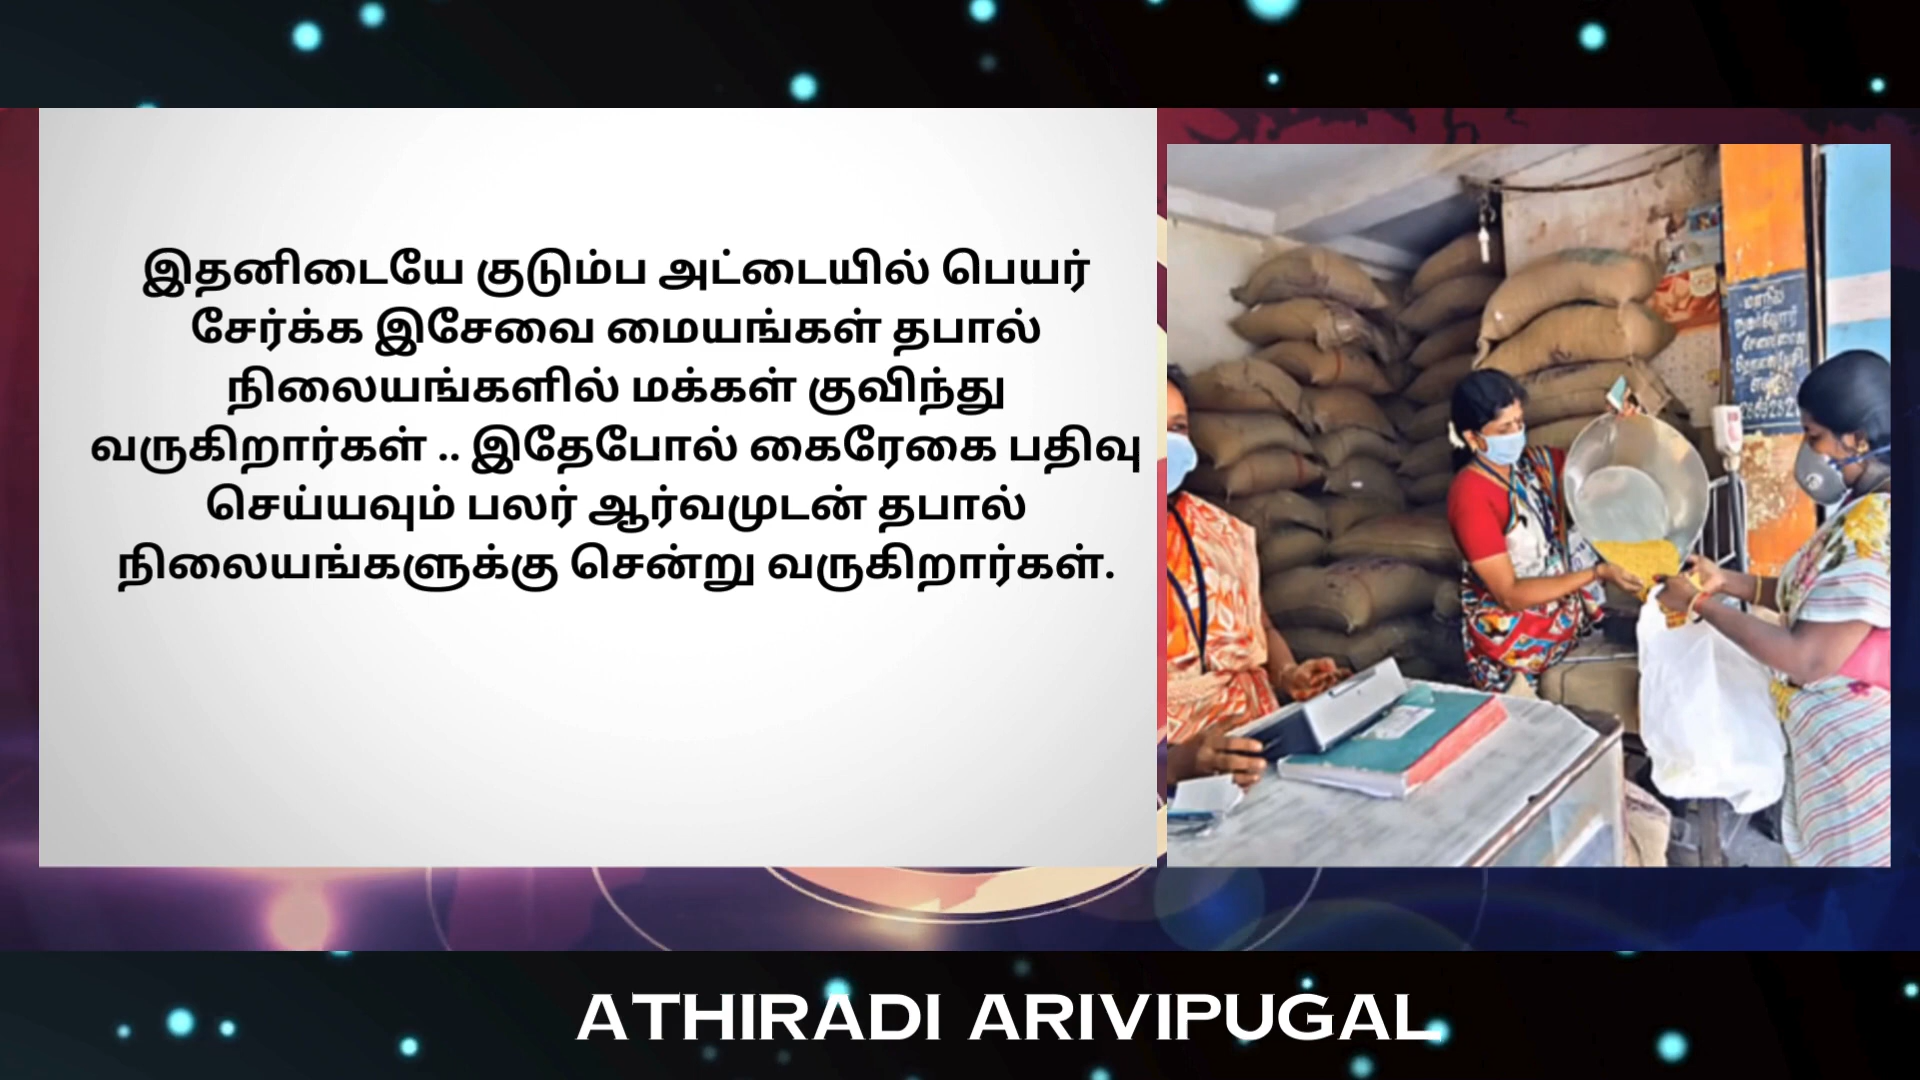 இதனிடையே குடும்ப அட்டையில் பெயர்
சேர்க்க இசேவை மையங்கள் தபால்
நிலையங்களில் மக்கள் குவிந்து
வருகிறார்கள் .. இதேபோல் கைரேகை பதிவு
செய்யவும் பலர் ஆர்வமுடன் தபால்
நிலையங்களுக்கு சென்று வருகிறார்கள்.
ATHIRADI ARIVIPUGAL